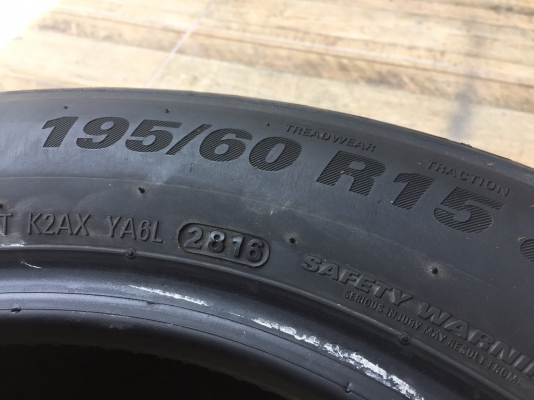 TREADWEAR TRACTION
195/60 R15
T K2AX YA6L 2816
SAFETY WARNIN
SERIOUS
INJURY MAY RESULT FROM